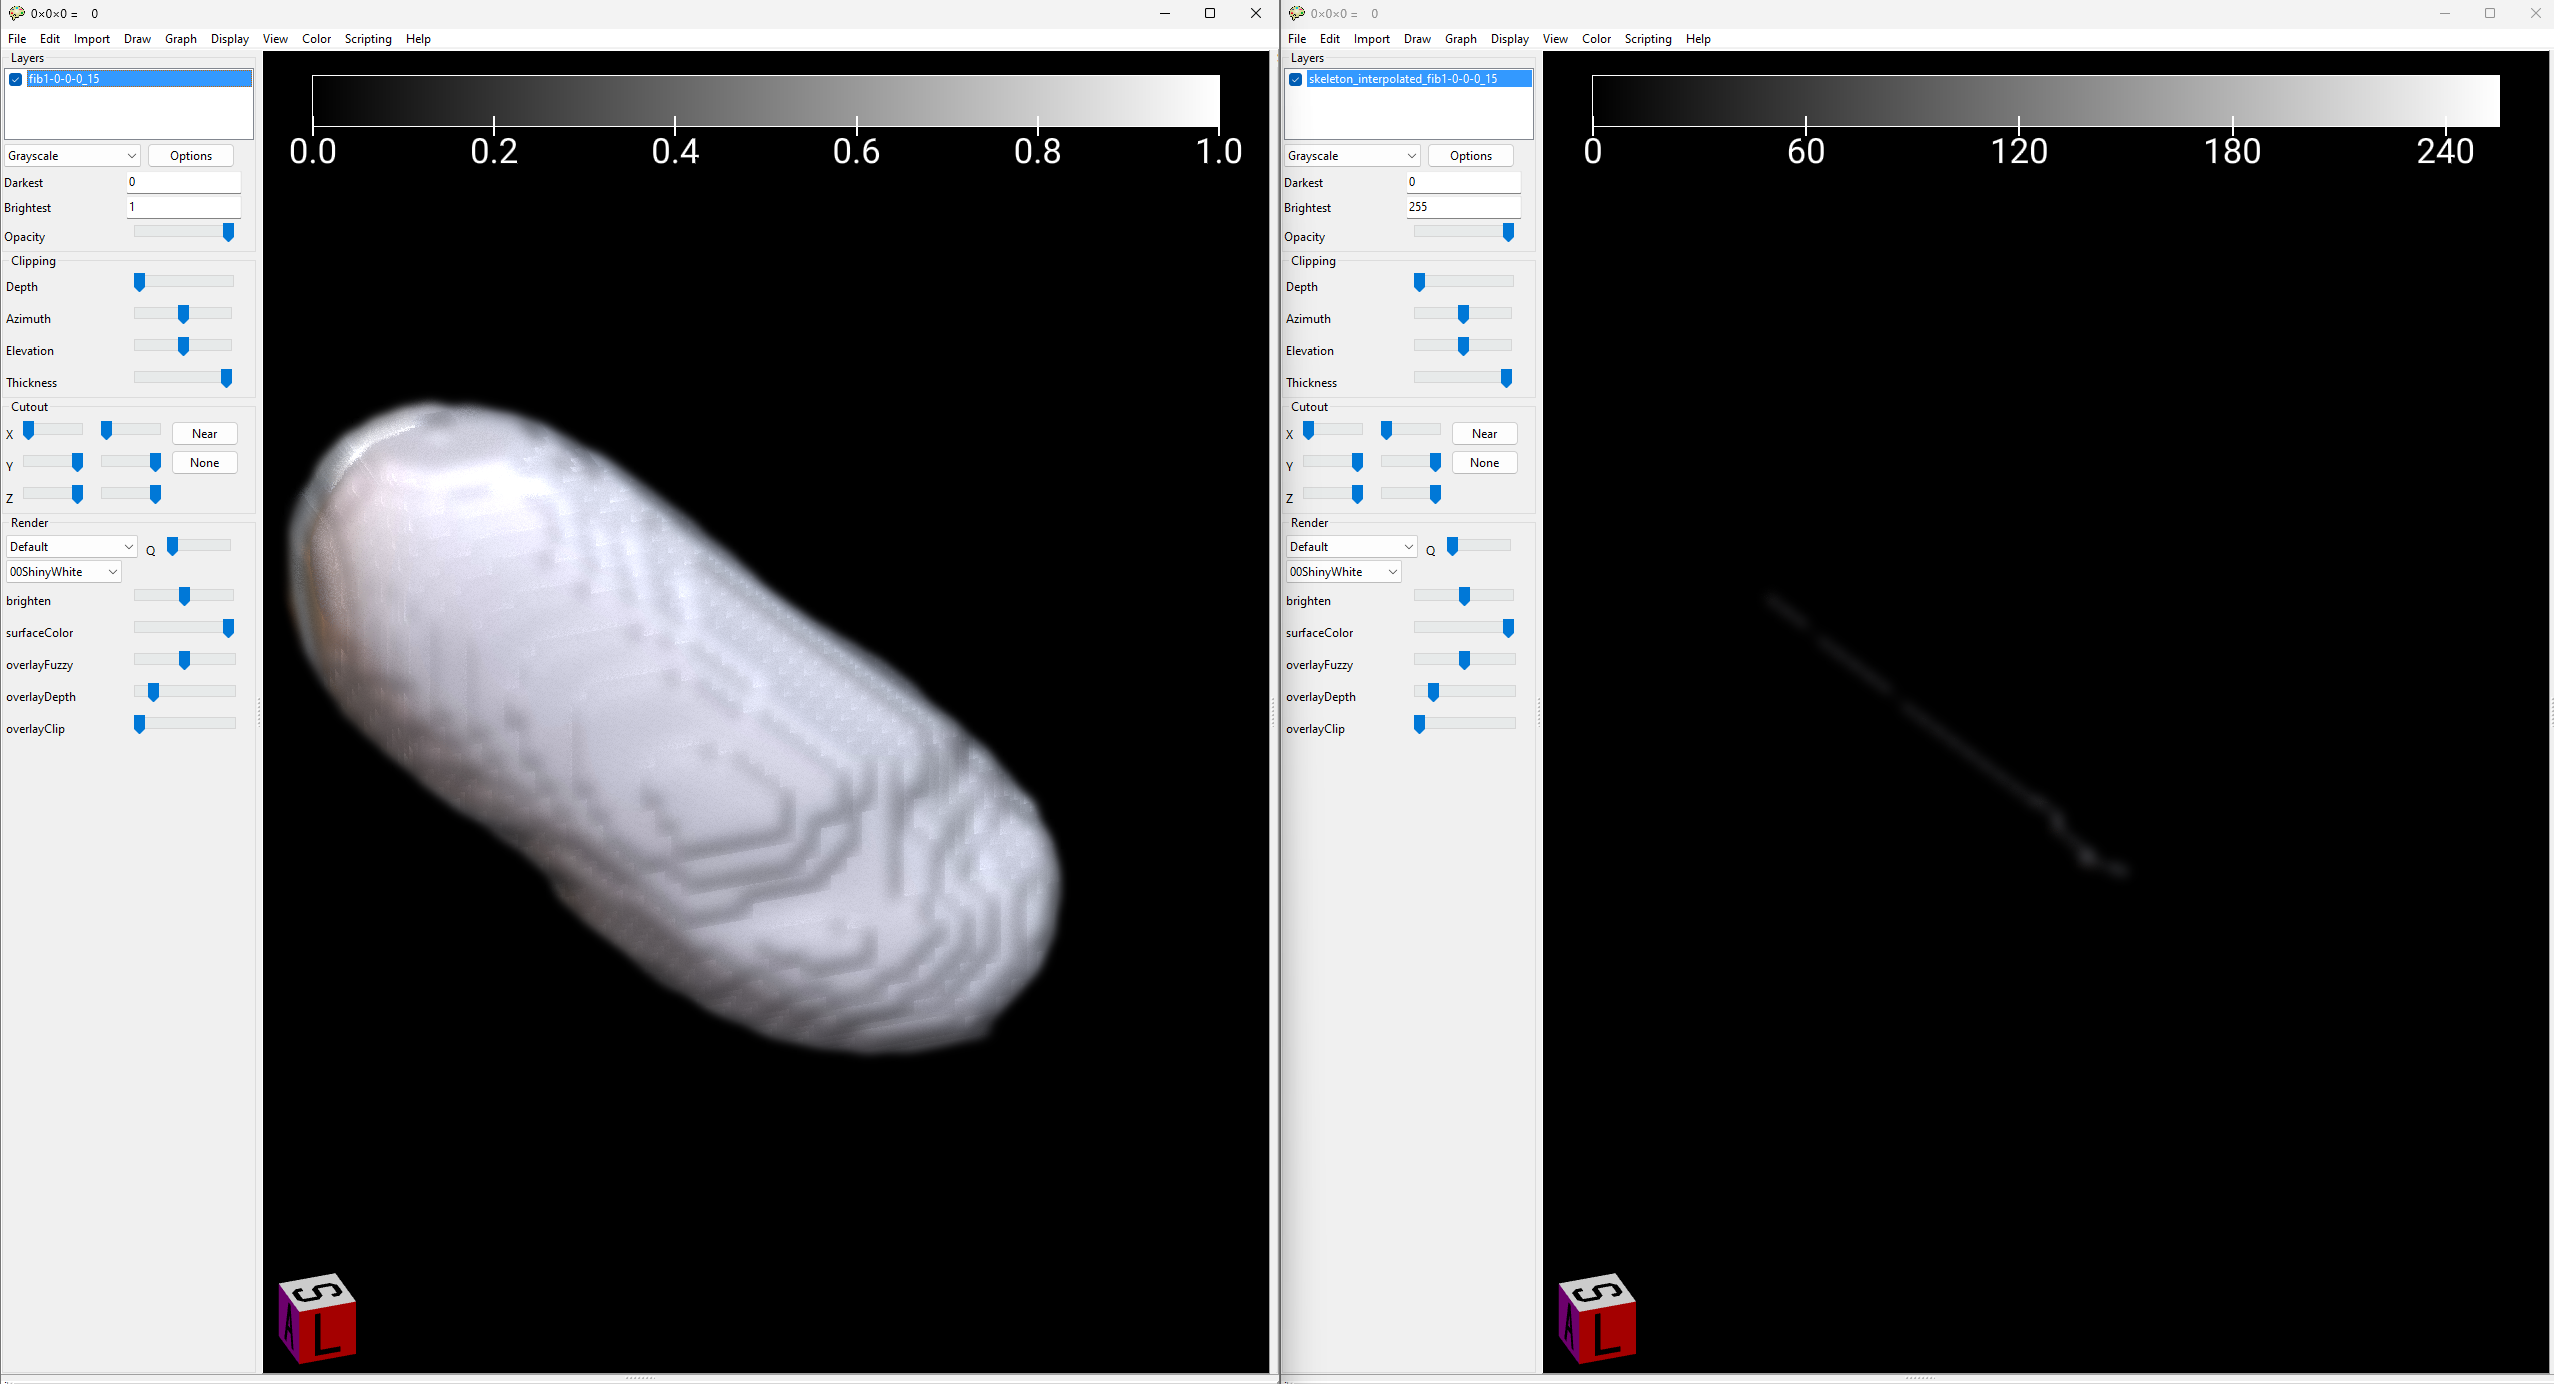 0×0×0 = 0
File Edit Import Draw Graph Display View Color Scripting Help
Layers
fib1-0-0-0_15
Grayscale Options
Darkest 0
Brightest 1
Opacity
Clipping
Depth
Azimuth
Elevation
Thickness
Cutout
X Near
Y None
Z
Render
Default Q
00ShinyWhite
brighten
surfaceColor
overlayFuzzy
overlayDepth
overlayClip
0.0 0.2 0.4 0.6 0.8 1.0
S
A L
0×0×0 = 0
File Edit Import Draw Graph Display View Color Scripting Help
Layers
skeleton_interpolated_fib1-0-0-0_15
Grayscale Options
Darkest 0
Brightest 255
Opacity
Clipping
Depth
Azimuth
Elevation
Thickness
Cutout
X Near
Y None
Z
Render
Default Q
00ShinyWhite
brighten
surfaceColor
overlayFuzzy
overlayDepth
overlayClip
0 60 120 180 240
S
A L